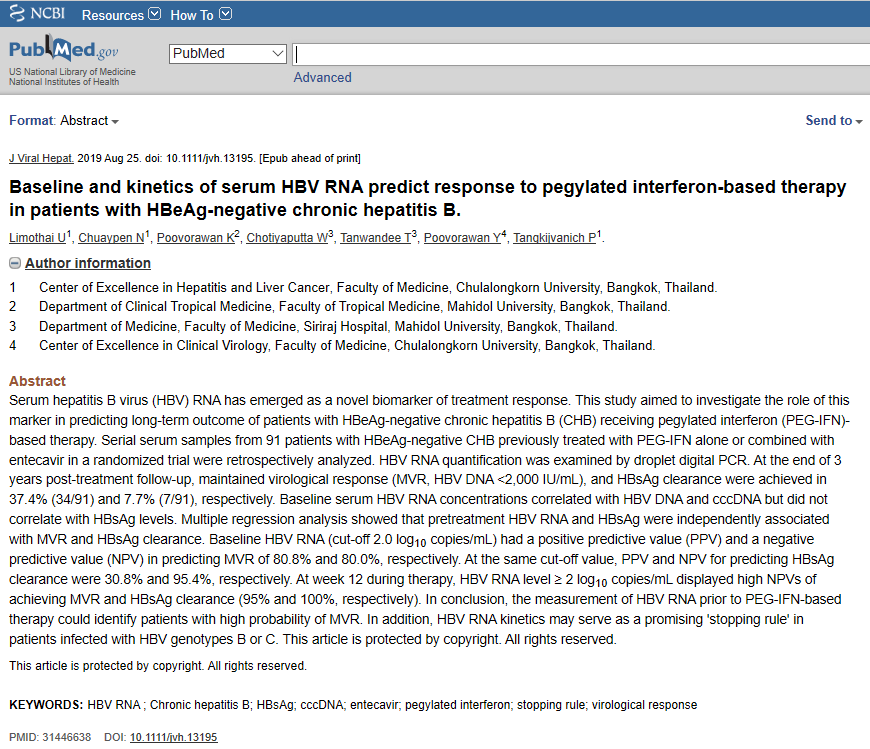 NCBI Resources How To
PubMed.gov
US National Library of Medicine
National Institutes of Health
PubMed
Advanced
Format: Abstract
Send to
J Viral Hepat. 2019 Aug 25. doi: 10.1111/jvh.13195. [Epub ahead of print]
Baseline and kinetics of serum HBV RNA predict response to pegylated interferon-based therapy
in patients with HBeAg-negative chronic hepatitis B.
Limothai U1, Chuaypen N1, Poovorawan K2, Chotiyaputta W3, Tanwandee T3, Poovorawan Y4, Tangkijvanich P1.
Author information
1 Center of Excellence in Hepatitis and Liver Cancer, Faculty of Medicine, Chulalongkorn University, Bangkok, Thailand.
2 Department of Clinical Tropical Medicine, Faculty of Tropical Medicine, Mahidol University, Bangkok, Thailand.
3 Department of Medicine, Faculty of Medicine, Siriraj Hospital, Mahidol University, Bangkok, Thailand.
4 Center of Excellence in Clinical Virology, Faculty of Medicine, Chulalongkorn University, Bangkok, Thailand.
Abstract
Serum hepatitis B virus (HBV) RNA has emerged as a novel biomarker of treatment response. This study aimed to investigate the role of this
marker in predicting long-term outcome of patients with HBeAg-negative chronic hepatitis B (CHB) receiving pegylated interferon (PEG-IFN)-
based therapy. Serial serum samples from 91 patients with HBeAg-negative CHB previously treated with PEG-IFN alone or combined with
entecavir in a randomized trial were retrospectively analyzed. HBV RNA quantification was examined by droplet digital PCR. At the end of 3
years post-treatment follow-up, maintained virological response (MVR, HBV DNA <2,000 IU/mL), and HBsAg clearance were achieved in
37.4% (34/91) and 7.7% (7/91), respectively. Baseline serum HBV RNA concentrations correlated with HBV DNA and cccDNA but did not
correlate with HBsAg levels. Multiple regression analysis showed that pretreatment HBV RNA and HBsAg were independently associated
with MVR and HBsAg clearance. Baseline HBV RNA (cut-off 2.0 log10 copies/mL) had a positive predictive value (PPV) and a negative
predictive value (NPV) in predicting MVR of 80.8% and 80.0%, respectively. At the same cut-off value, PPV and NPV for predicting HBsAg
clearance were 30.8% and 95.4%, respectively. At week 12 during therapy, HBV RNA level ≥ 2 log10 copies/mL displayed high NPVs of
achieving MVR and HBsAg clearance (95% and 100%, respectively). In conclusion, the measurement of HBV RNA prior to PEG-IFN-based
therapy could identify patients with high probability of MVR. In addition, HBV RNA kinetics may serve as a promising 'stopping rule' in
patients infected with HBV genotypes B or C. This article is protected by copyright. All rights reserved.
This article is protected by copyright. All rights reserved.
KEYWORDS: HBV RNA ; Chronic hepatitis B; HBsAg; cccDNA; entecavir; pegylated interferon; stopping rule; virological response
PMID: 31446638 DOI: 10.1111/jvh.13195